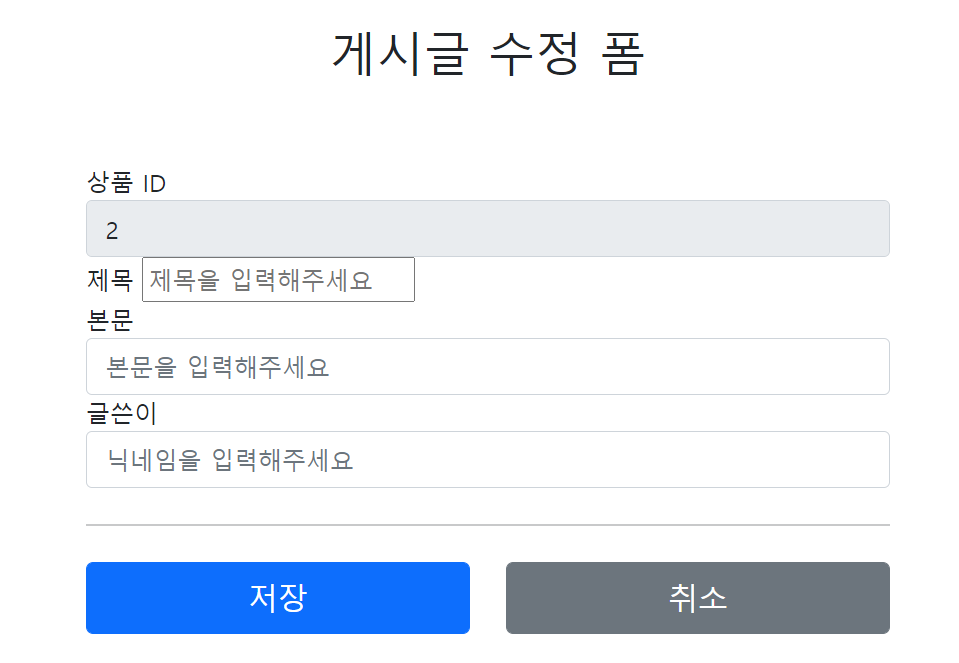 게시글 수정 폼
상품 ID
2
제목 제목을 입력해주세요
본문
본문을 입력해주세요
글쓴이
닉네임을 입력해주세요
저장 취소